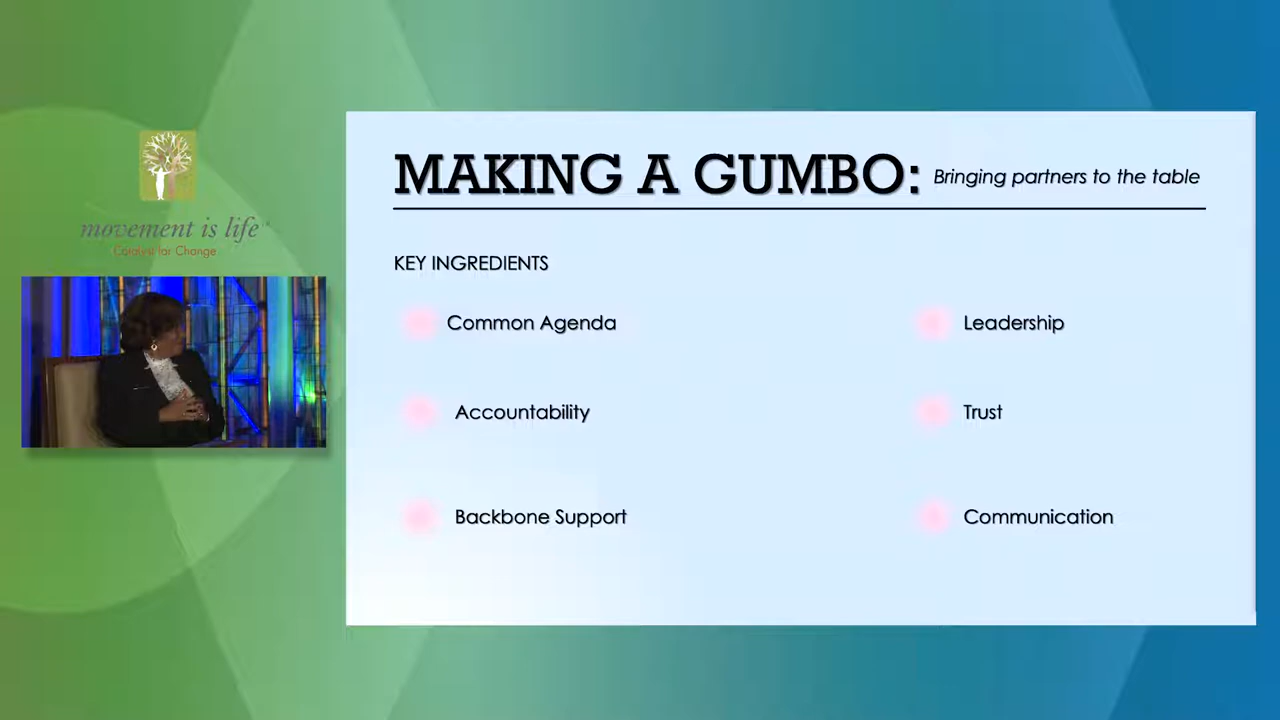 movement is life
Catalyst for Change
MAKING A GUMBO: Bringing partners to the table
KEY INGREDIENTS
Common Agenda
Leadership
Accountability
Trust
Backbone Support
Communication